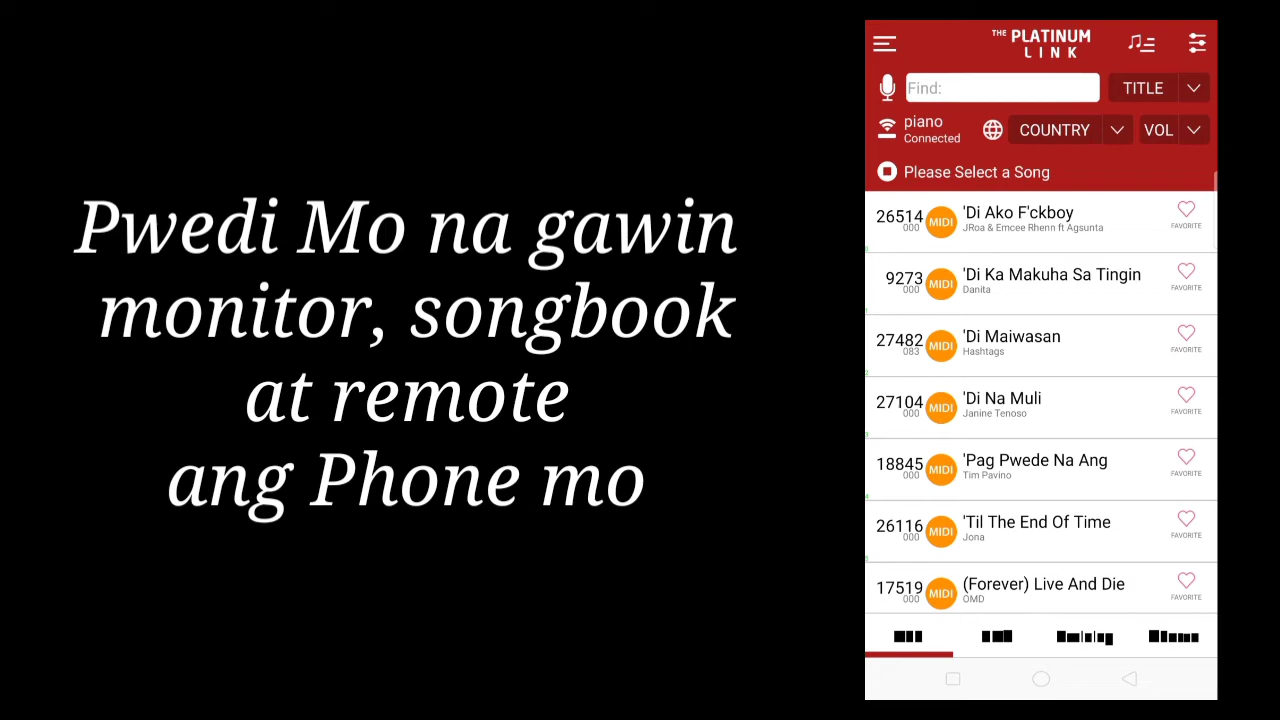 Pwedi Mo na gawin
monitor, songbook
at remote
ang Phone mo
THE PLATINUM
LINK
Find:
TITLE
piano
Connected
COUNTRY
VOL
Please Select a Song
26514
000
MIDI
'Di Ako F'ckboy
JRoa & Emcee Rhenn ft Agsunta
FAVORITE
9273
000
MIDI
'Di Ka Makuha Sa Tingin
Danita
FAVORITE
27482
083
MIDI
'Di Maiwasan
Hashtags
FAVORITE
27104
000
MIDI
'Di Na Muli
Janine Tenoso
FAVORITE
18845
000
MIDI
'Pag Pwede Na Ang
Tim Pavino
FAVORITE
26116
000
MIDI
'Til The End Of Time
Jona
FAVORITE
17519
000
MIDI
(Forever) Live And Die
OMD
FAVORITE